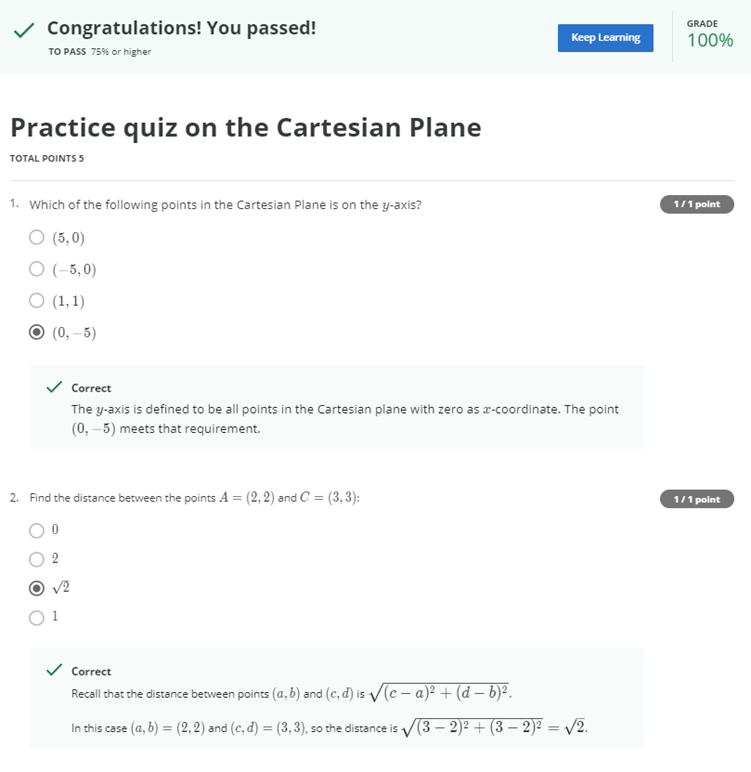 Congratulations! You passed!
TO PASS 75% or higher
Keep Learning
GRADE
100%
Practice quiz on the Cartesian Plane
TOTAL POINTS 5
1. Which of the following points in the Cartesian Plane is on the y-axis?
1 / 1 point
(5, 0)
(−5, 0)
(1, 1)
(0, −5)
Correct
The y-axis is defined to be all points in the Cartesian plane with zero as x-coordinate. The point
(0, −5) meets that requirement.
2. Find the distance between the points A = (2, 2) and C = (3, 3):
1 / 1 point
0
2
√2
1
Correct
Recall that the distance between points (a, b) and (c, d) is √((c − a)² + (d − b)²).
In this case (a, b) = (2, 2) and (c, d) = (3, 3), so the distance is √((3 − 2)² + (3 − 2)²) = √2.